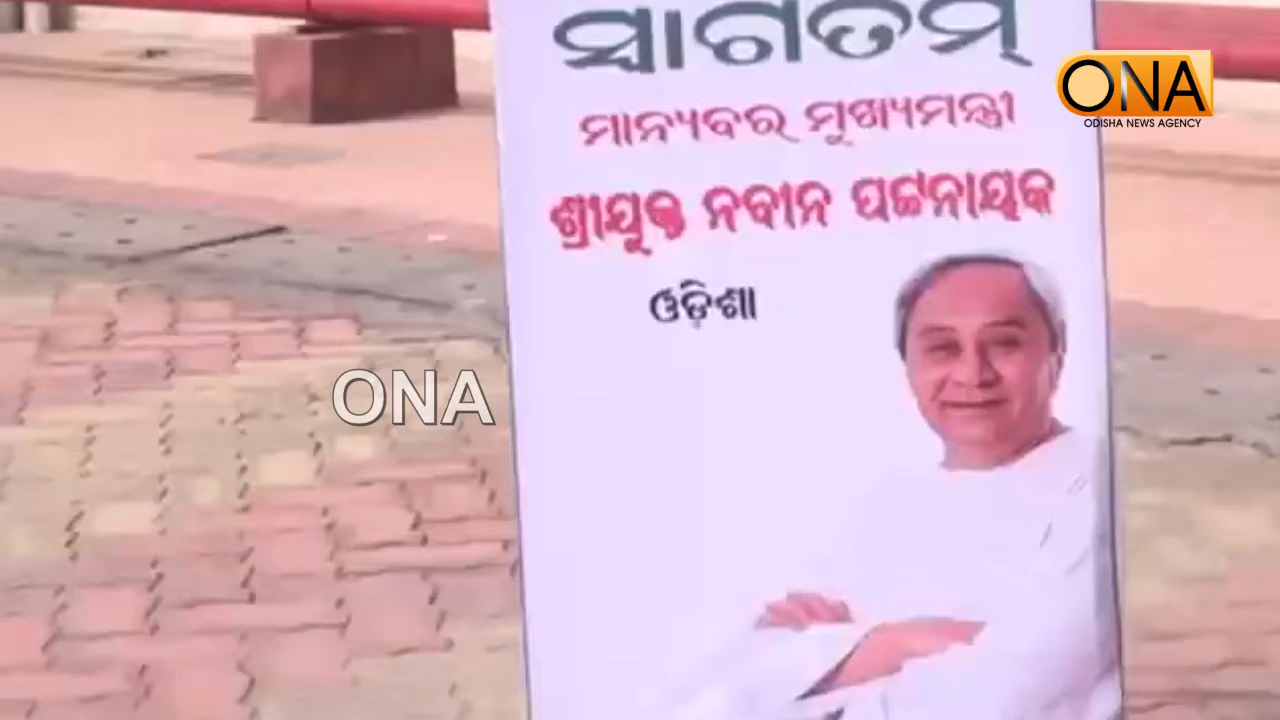 ସ୍ୱାଗତମ୍
ମାନ୍ୟବର ମୁଖ୍ୟମନ୍ତ୍ରୀ
ଶ୍ରୀଯୁକ୍ତ ନବୀନ ପଟ୍ଟନାୟକ
ଓଡ଼ିଶା
ONA
ODISHA NEWS AGENCY
ONA